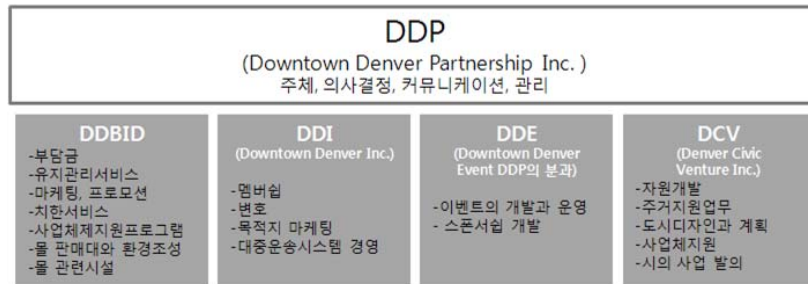 DDP
(Downtown Denver Partnership Inc. )
주체, 의사결정, 커뮤니케이션, 관리
DDBID
-부담금
-유지관리서비스
-마케팅, 프로모션
-치한서비스
-사업체제지원프로그램
-몰 판매대와 환경조성
-몰 관련시설
DDI
(Downtown Denver Inc.)
-멤버쉽
-변호
-목적지 마케팅
-대중운송시스템 경영
DDE
(Downtown Denver
Event DDP의 분과)
-이벤트의 개발과 운영
- 스폰서쉽 개발
DCV
(Denver Civic
Venture Inc.)
-자원개발
-주거지원업무
-도시디자인과 계획
-사업체지원
-시의 사업 발의